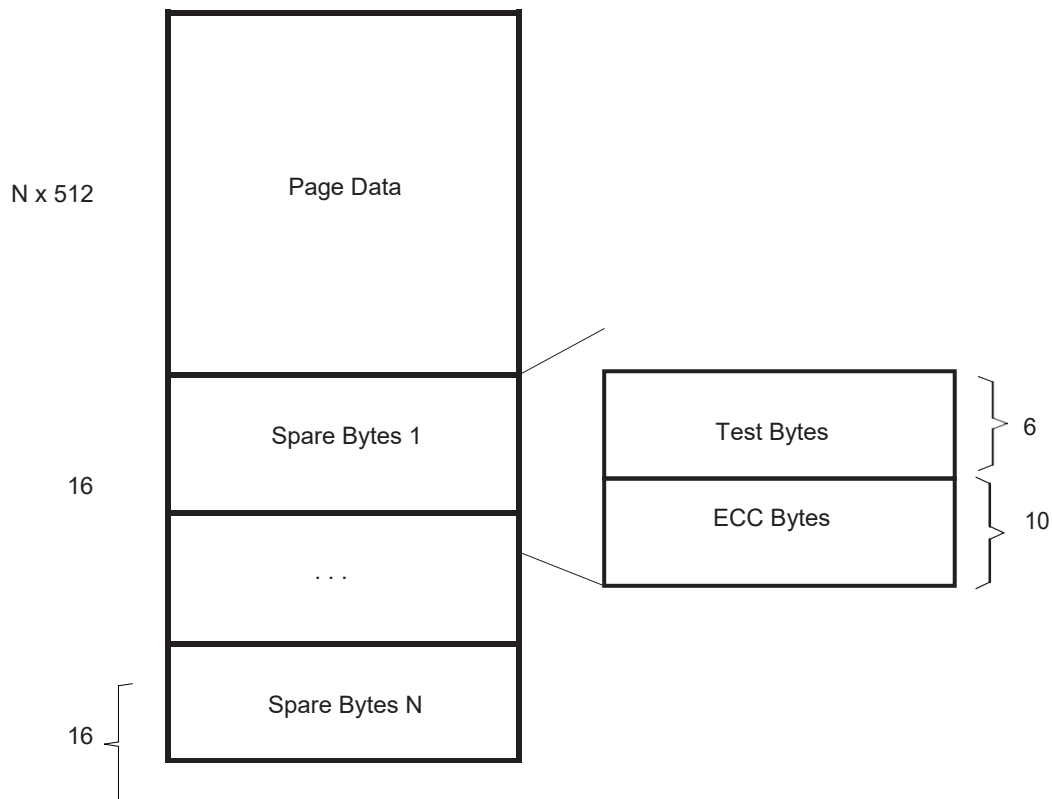 N x 512
Page Data
Spare Bytes 1
16
. . .
Spare Bytes N
16
Test Bytes
6
ECC Bytes
10